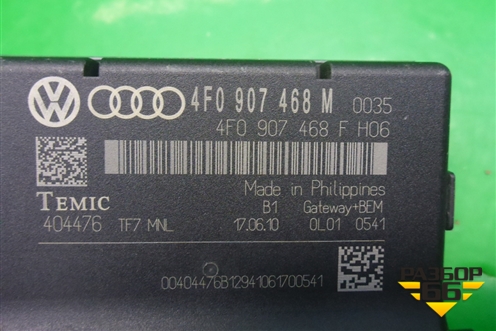 4F0 907 468 M 0035
4F0 907 468 F H06
Made in Philippines
TEMIC B1 Gateway+BEM
404476 TF7 MNL 17.06.10 0L01 0541
00404476B12941061700541
РАЗБОР
66